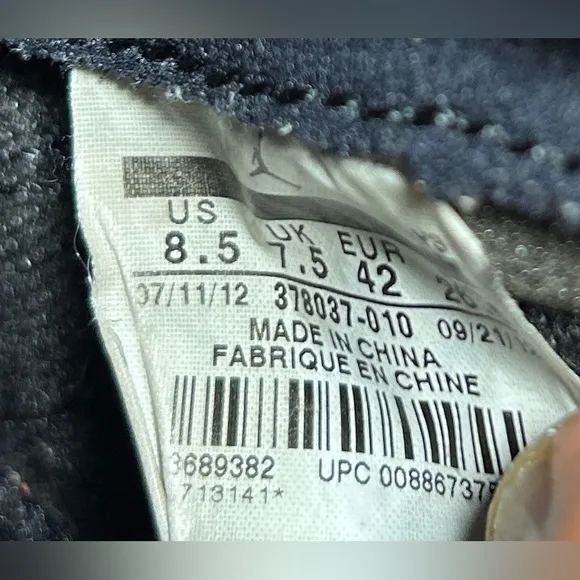 US UK EUR
8.5 7.5 42
07/11/12 378037-010 09/21/
MADE IN CHINA
FABRIQUE EN CHINE
3689382 UPC 008867375
713141*